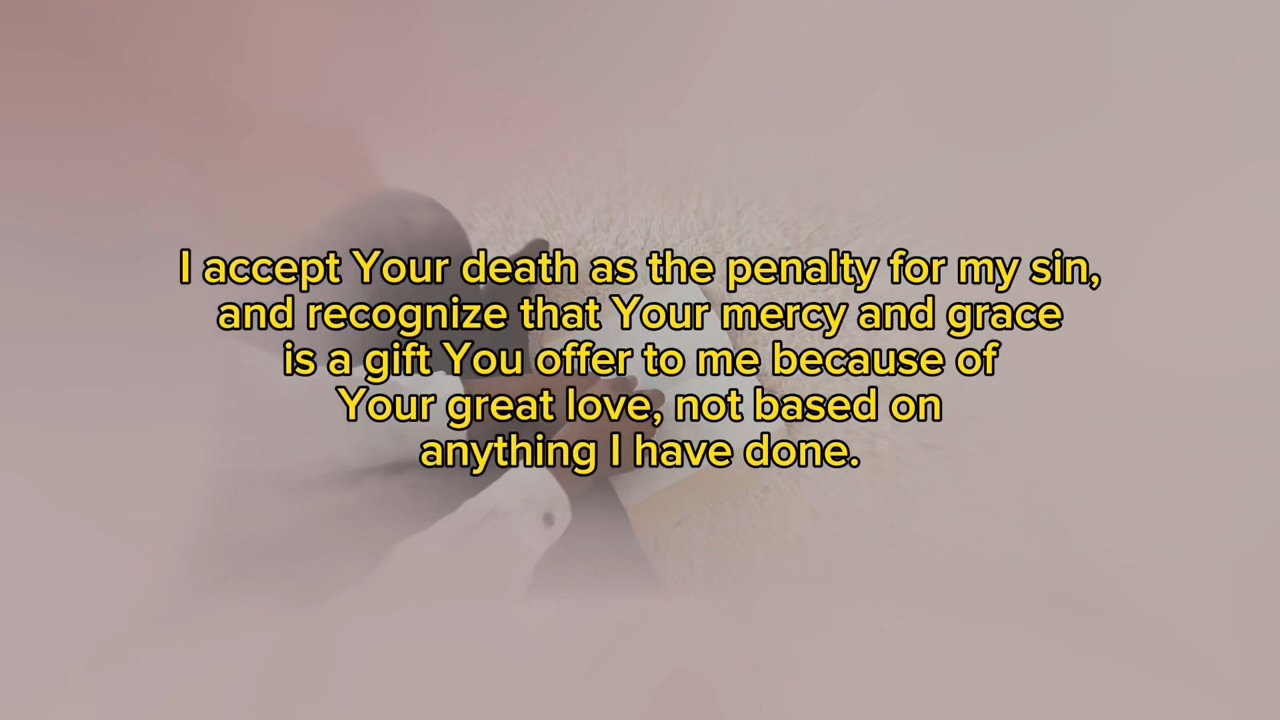 I accept Your death as the penalty for my sin,
and recognize that Your mercy and grace
is a gift You offer to me because of
Your great love, not based on
anything I have done.